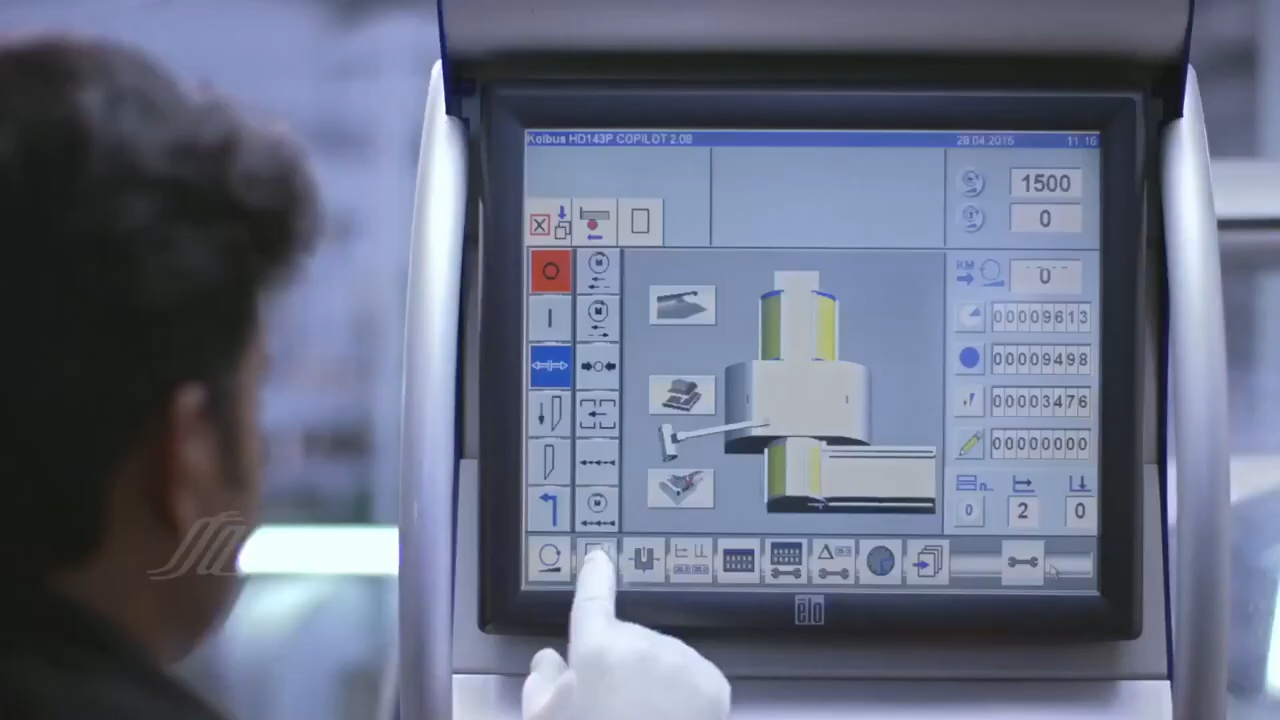 Kolbus HD143P COPILOT 2.08 28.04.2015 11:16
1500
0
KM
0
00009613
00009498
00003476
00000000
0 2 0
elo